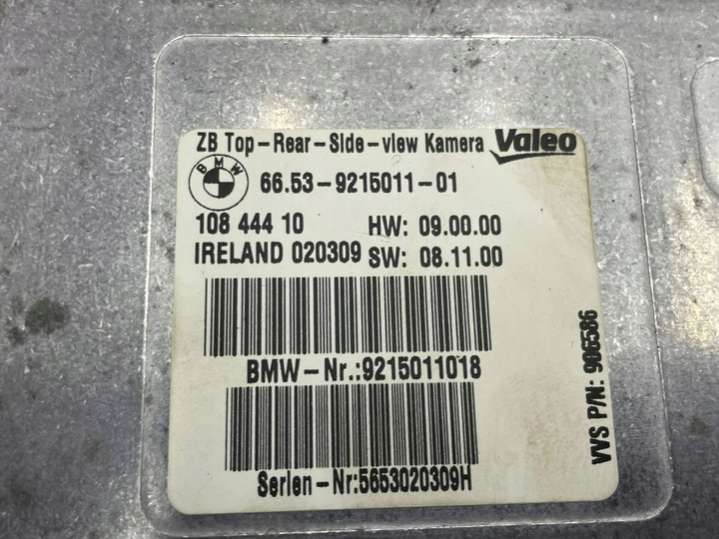 ZB Top-Rear-Side-view Kamera Valeo
BMW 66.53-9215011-01
108 444 10 HW: 09.00.00
IRELAND 020309 SW: 08.11.00
BMW-Nr.:9215011018
Serien-Nr:5653020309H
VVS P/N: 906586